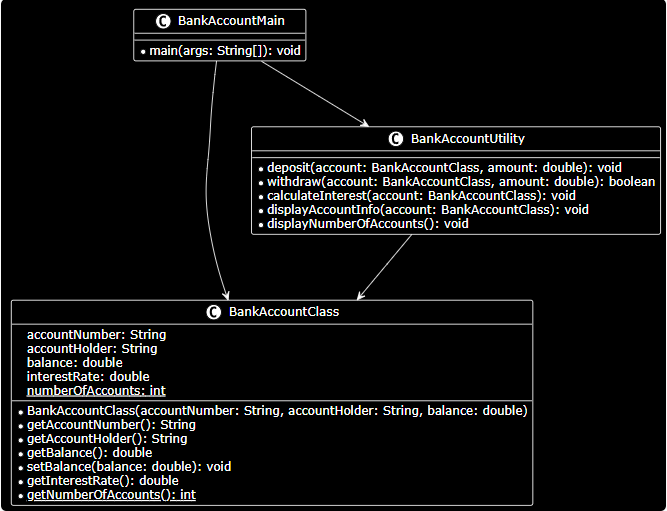 C BankAccountMain
main(args: String[]): void
C BankAccountUtility
deposit(account: BankAccountClass, amount: double): void
withdraw(account: BankAccountClass, amount: double): boolean
calculateInterest(account: BankAccountClass): void
displayAccountInfo(account: BankAccountClass): void
displayNumberOfAccounts(): void
C BankAccountClass
accountNumber: String
accountHolder: String
balance: double
interestRate: double
numberOfAccounts: int
BankAccountClass(accountNumber: String, accountHolder: String, balance: double)
getAccountNumber(): String
getAccountHolder(): String
getBalance(): double
setBalance(balance: double): void
getInterestRate(): double
getNumberOfAccounts(): int